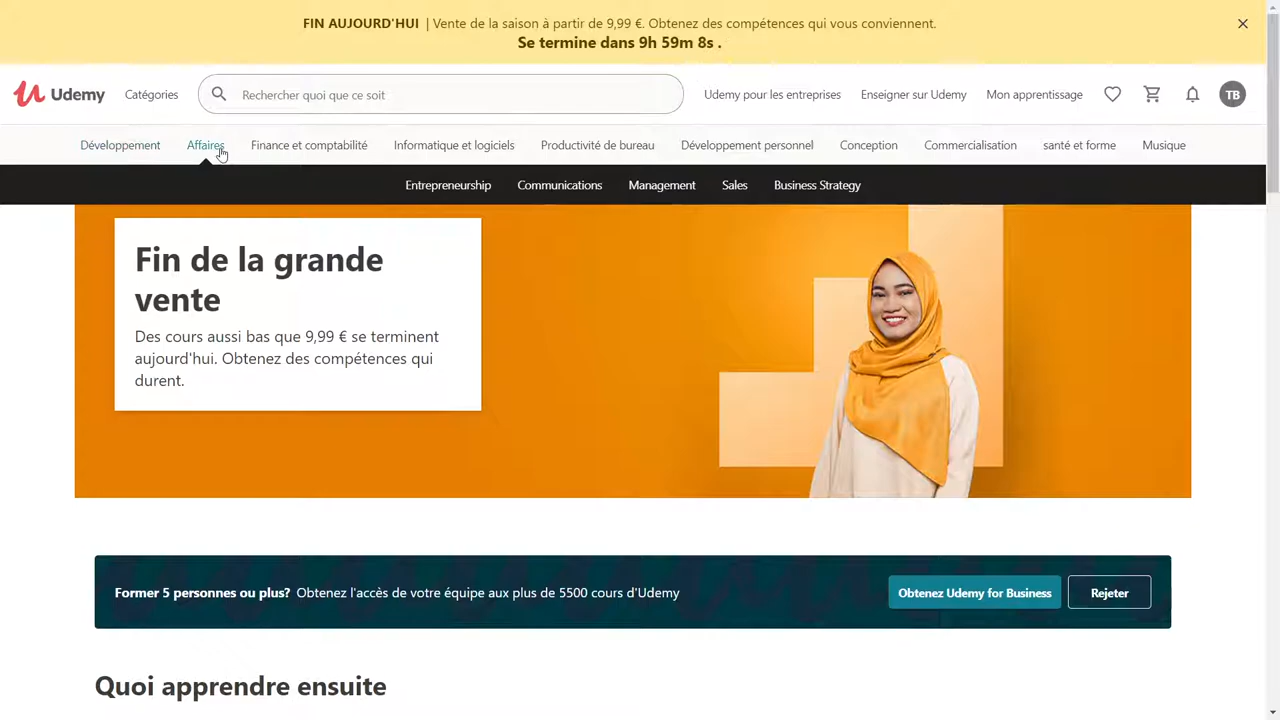 FIN AUJOURD'HUI | Vente de la saison à partir de 9,99 €. Obtenez des compétences qui vous conviennent.
Se termine dans 9h 59m 8s .
Udemy
Catégories
Rechercher quoi que ce soit
Udemy pour les entreprises
Enseigner sur Udemy
Mon apprentissage
TB
Développement
Affaires
Finance et comptabilité
Informatique et logiciels
Productivité de bureau
Développement personnel
Conception
Commercialisation
santé et forme
Musique
Entrepreneurship
Communications
Management
Sales
Business Strategy
Fin de la grande
vente
Des cours aussi bas que 9,99 € se terminent
aujourd'hui. Obtenez des compétences qui
durent.
Former 5 personnes ou plus? Obtenez l'accès de votre équipe aux plus de 5500 cours d'Udemy
Obtenez Udemy for Business
Rejeter
Quoi apprendre ensuite